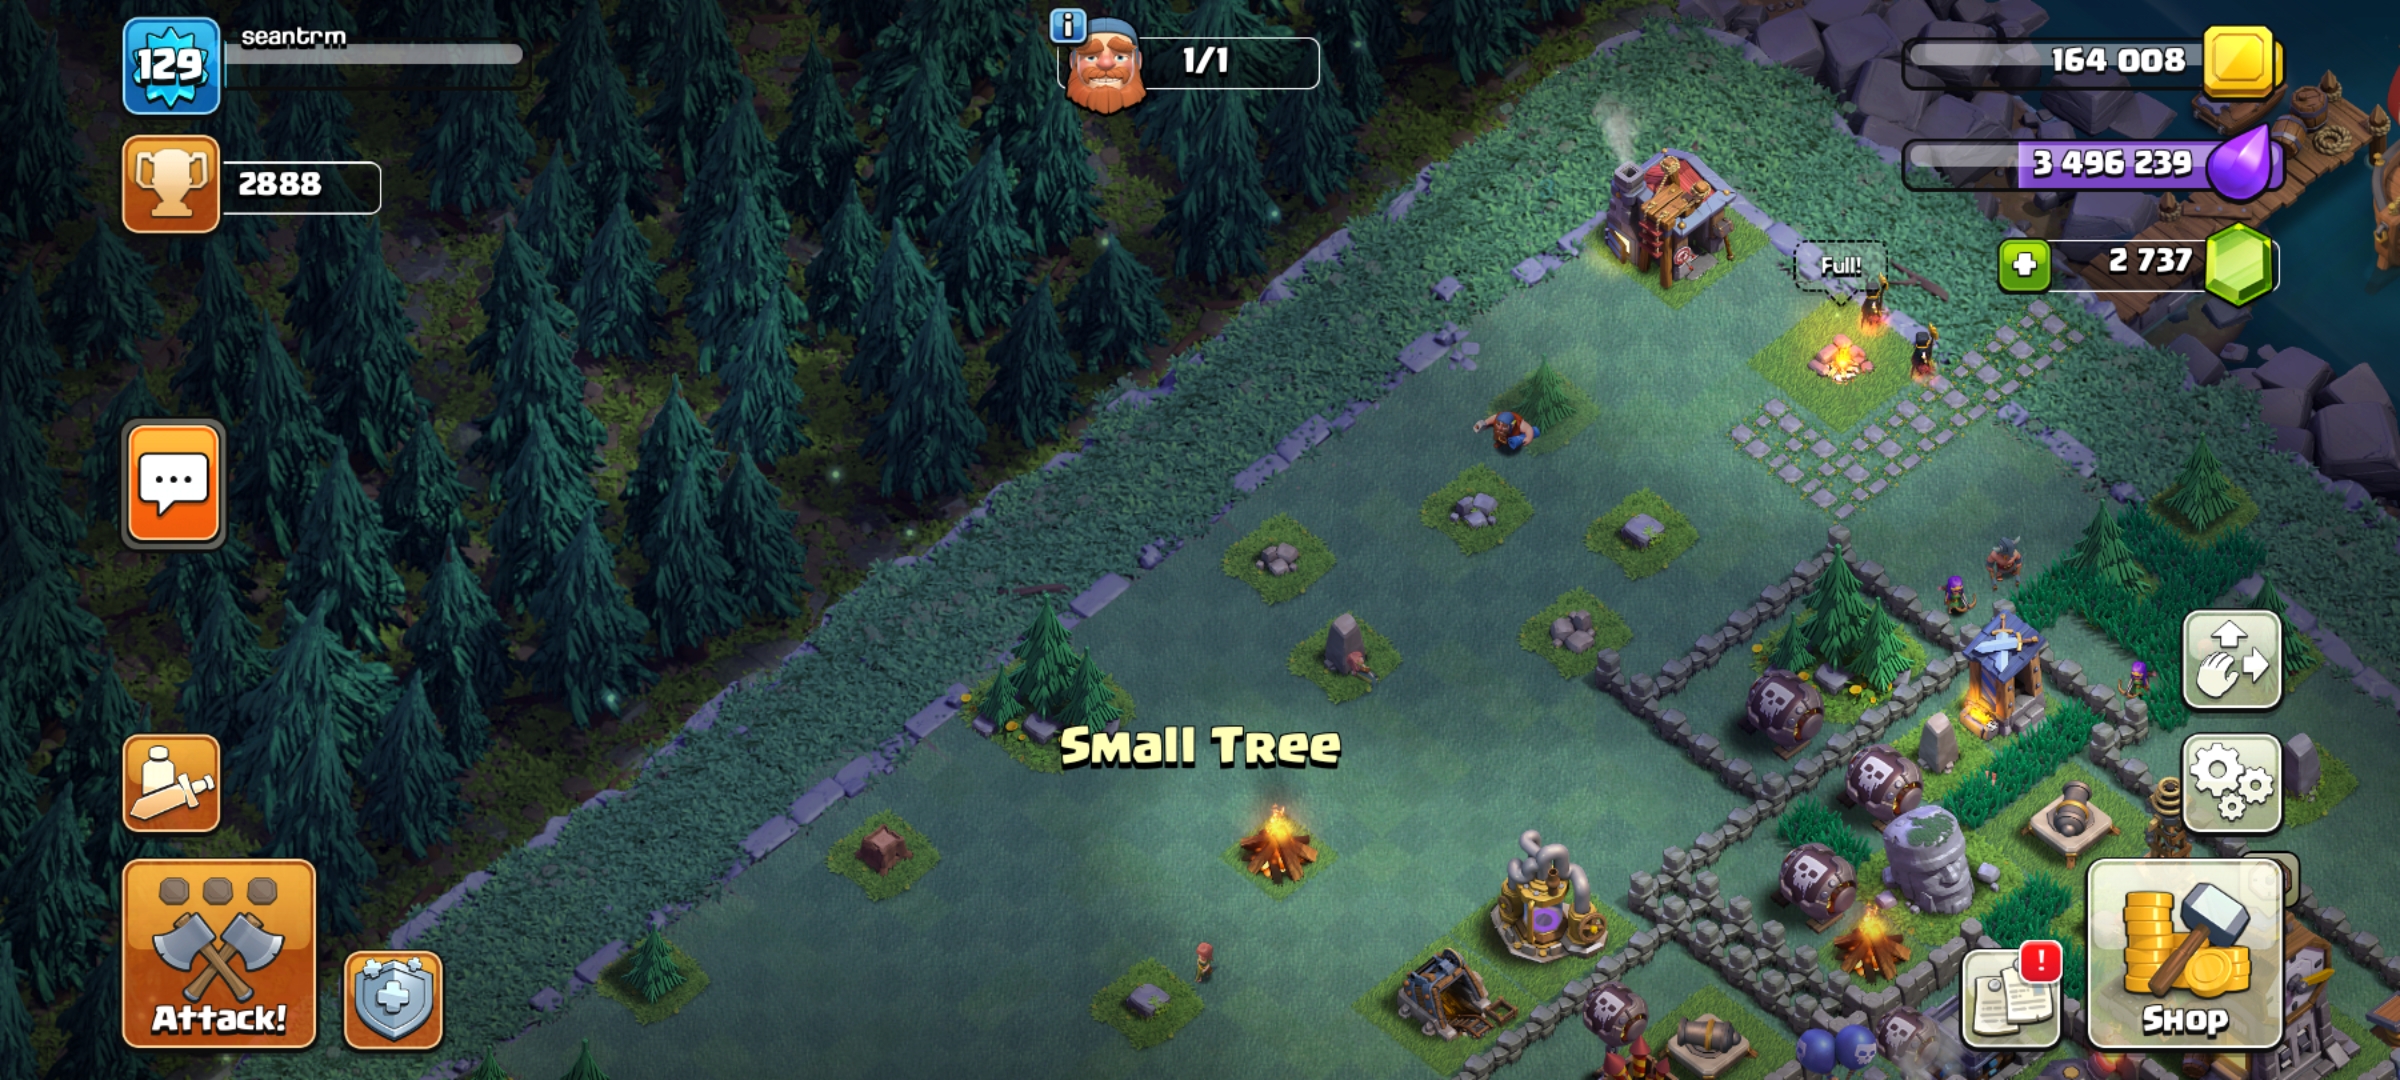 129
seantrm
i
1/1
164 008
2888
3 496 239
Full!
2 737
Small Tree
!
Attack!
Shop